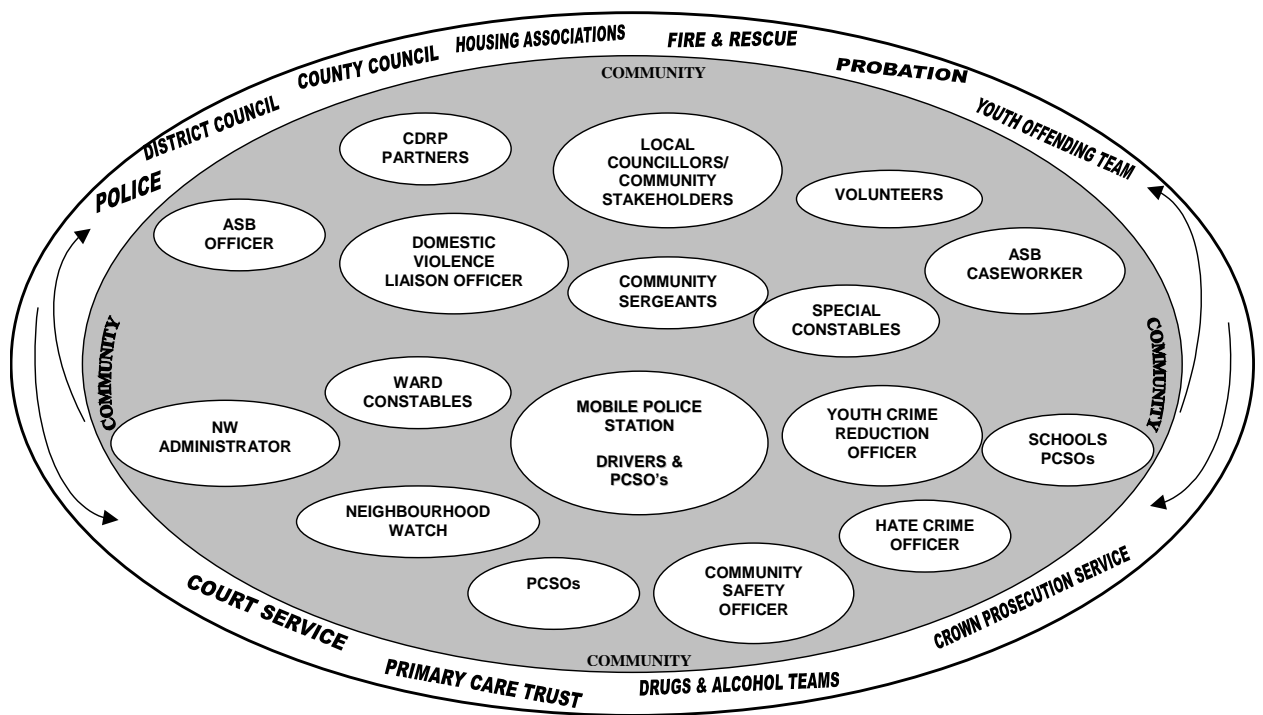 HOUSING ASSOCIATIONS
FIRE & RESCUE
COUNTY COUNCIL
PROBATION
DISTRICT COUNCIL
YOUTH OFFENDING TEAM
POLICE
COMMUNITY
CDRP
PARTNERS
LOCAL
COUNCILLORS/
COMMUNITY
STAKEHOLDERS
VOLUNTEERS
ASB
OFFICER
DOMESTIC
VIOLENCE
LIAISON OFFICER
COMMUNITY
SERGEANTS
SPECIAL
CONSTABLES
ASB
CASEWORKER
COMMUNITY
COMMUNITY
WARD
CONSTABLES
NW
ADMINISTRATOR
MOBILE POLICE
STATION
DRIVERS &
PCSO's
YOUTH CRIME
REDUCTION
OFFICER
SCHOOLS
PCSOs
NEIGHBOURHOOD
WATCH
HATE CRIME
OFFICER
PCSOs
COMMUNITY
SAFETY
OFFICER
COMMUNITY
COURT SERVICE
PRIMARY CARE TRUST
DRUGS & ALCOHOL TEAMS
CROWN PROSECUTION SERVICE